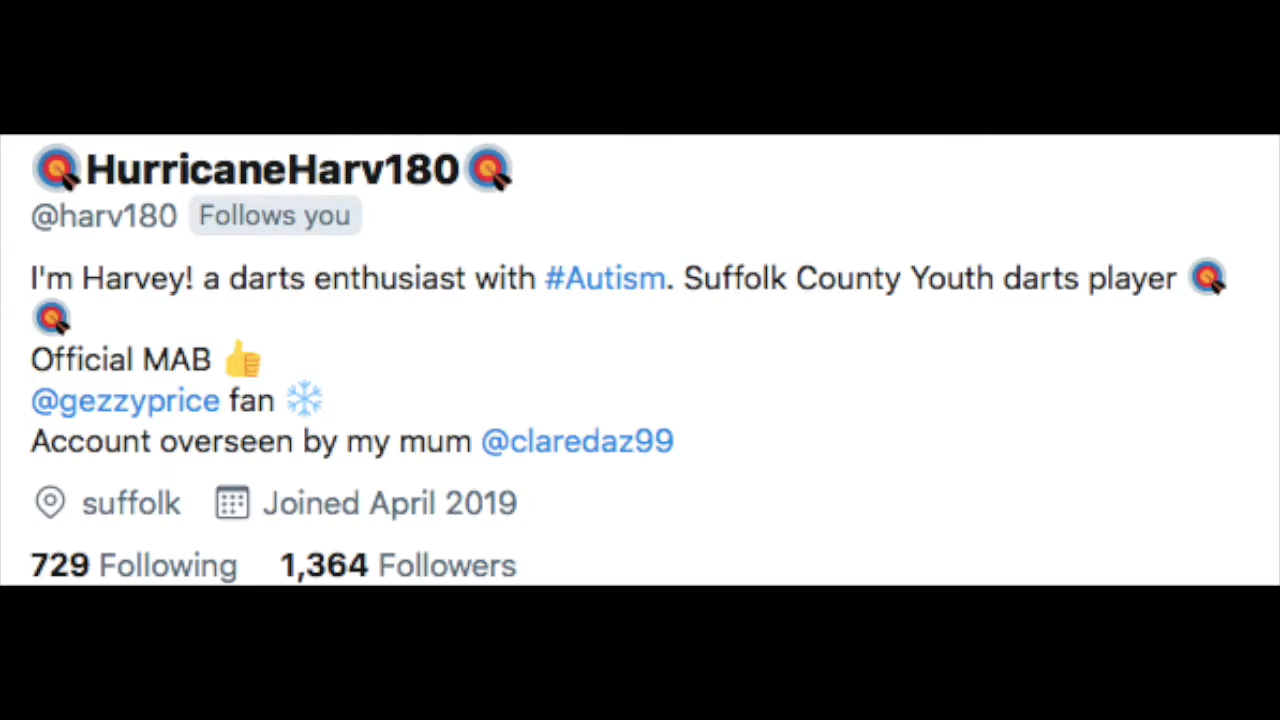 🎯HurricaneHarv180🎯
@harv180 Follows you
I'm Harvey! a darts enthusiast with #Autism. Suffolk County Youth darts player 🎯
🎯
Official MAB 👍
@gezzyprice fan ❄️
Account overseen by my mum @claredaz99
suffolk Joined April 2019
729 Following 1,364 Followers